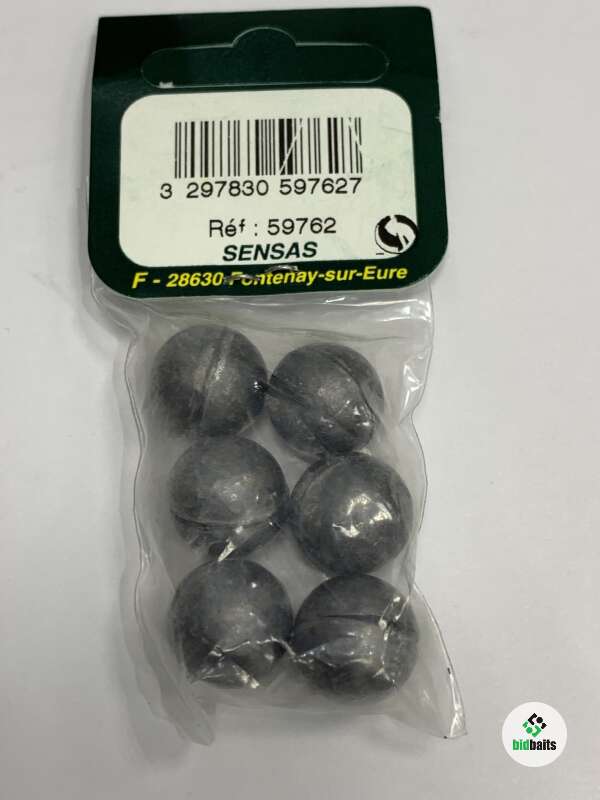 3 297830 597627
Réf : 59762
SENSAS
F - 28630 Fontenay-sur-Eure
bidbaits